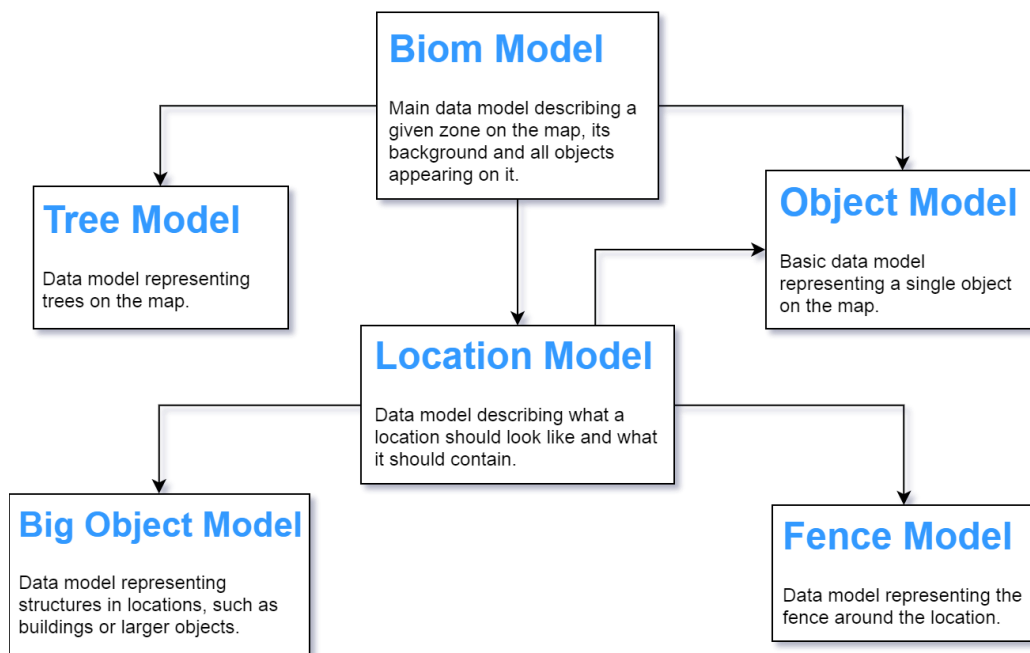 Biom Model
Main data model describing a
given zone on the map, its
background and all objects
appearing on it.
Tree Model
Data model representing
trees on the map.
Object Model
Basic data model
representing a single object
on the map.
Location Model
Data model describing what a
location should look like and what
it should contain.
Big Object Model
Data model representing
structures in locations, such as
buildings or larger objects.
Fence Model
Data model representing the
fence around the location.